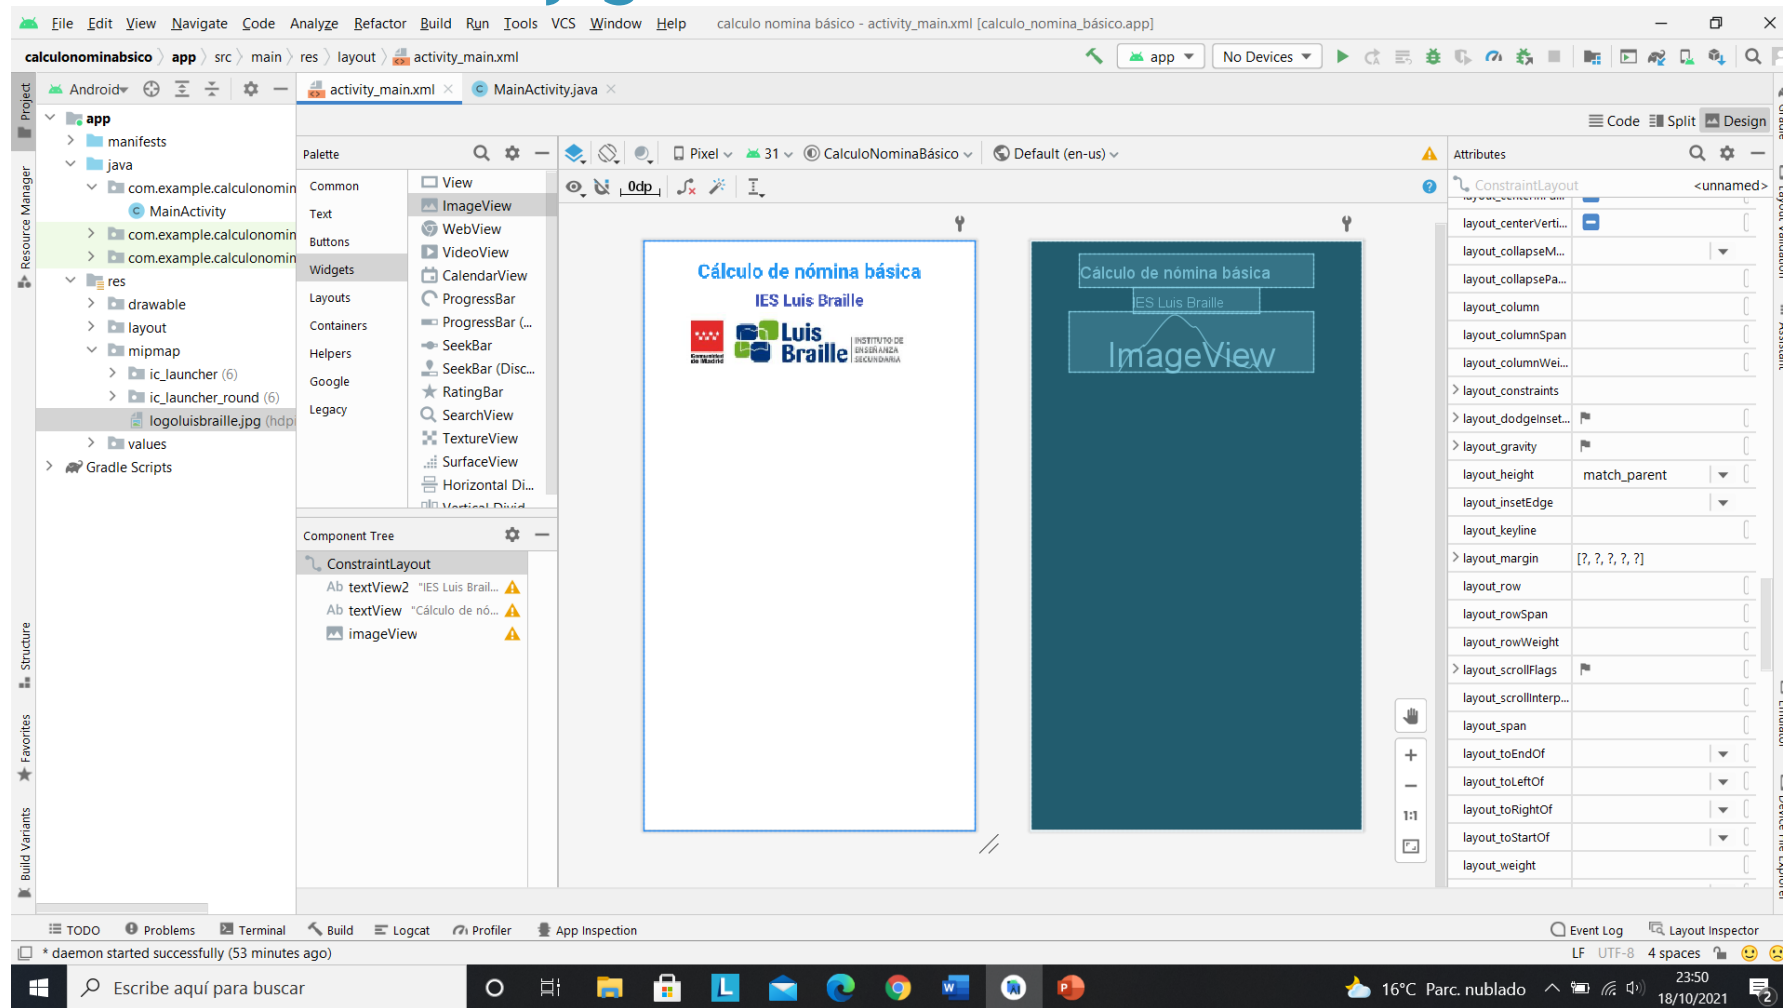 File Edit View Navigate Code Analyze Refactor Build Run Tools VCS Window Help calculo nomina básico - activity_main.xml [calculo_nomina_básico.app]
calculonominabsico app src main res layout activity_main.xml app No Devices
Project Android activity_main.xml MainActivity.java
Code Split Design
app
manifests
java
com.example.calculonomin
MainActivity
com.example.calculonomin
com.example.calculonomin
res
drawable
layout
mipmap
ic_launcher (6)
ic_launcher_round (6)
logoluisbraille.jpg (hdp
values
Gradle Scripts
Resource Manager
Structure
Favorites
Build Variants
Palette
Common
Text
Buttons
Widgets
Layouts
Containers
Helpers
Google
Legacy
View
ImageView
WebView
VideoView
CalendarView
ProgressBar
ProgressBar (...
SeekBar
SeekBar (Disc...
RatingBar
SearchView
TextureView
SurfaceView
Horizontal Di...
Component Tree
ConstraintLayout
Ab textView2 "IES Luis Brail...
Ab textView "Cálculo de nó...
imageView
Pixel 31 CalculoNominaBásico Default (en-us)
0dp
Cálculo de nómina básica
IES Luis Braille
Comunidad de Madrid
Luis
Braille
INSTITUTO DE
ENSEÑANZA
SECUNDARIA
Cálculo de nómina básica
IES Luis Braille
ImageView
1:1
Attributes
ConstraintLayout <unnamed>
layout_centerVerti...
layout_collapseM...
layout_collapsePa...
layout_column
layout_columnSpan
layout_columnWei...
layout_constraints
layout_dodgeInset...
layout_gravity
layout_height match_parent
layout_insetEdge
layout_keyline
layout_margin [?, ?, ?, ?, ?]
layout_row
layout_rowSpan
layout_rowWeight
layout_scrollFlags
layout_scrollInterp...
layout_span
layout_toEndOf
layout_toLeftOf
layout_toRightOf
layout_toStartOf
layout_weight
TODO Problems Terminal Build Logcat Profiler App Inspection Event Log Layout Inspector
* daemon started successfully (53 minutes ago) LF UTF-8 4 spaces
Escribe aquí para buscar 16°C Parc. nublado 23:50
18/10/2021